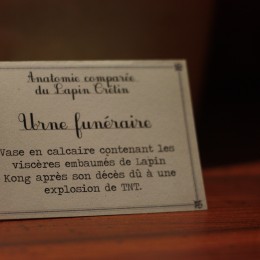 Anatomie comparée
du Lapin Crétin
Urne funéraire
Vase en calcaire contenant les
viscères embaumés de Lapin
Kong après son décès dû à une
explosion de TNT.